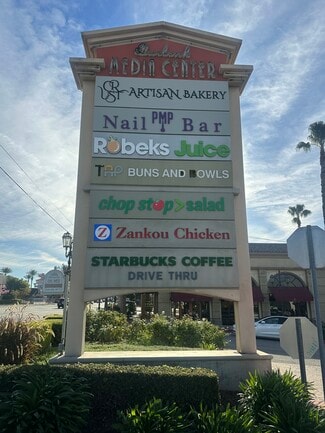 Burbank
MEDIA CENTER
ARTISAN BAKERY
Nail PMP Bar
Robeks Juice
BUNS AND BOWLS
chop stop salad
Z Zankou Chicken
STARBUCKS COFFEE
DRIVE THRU